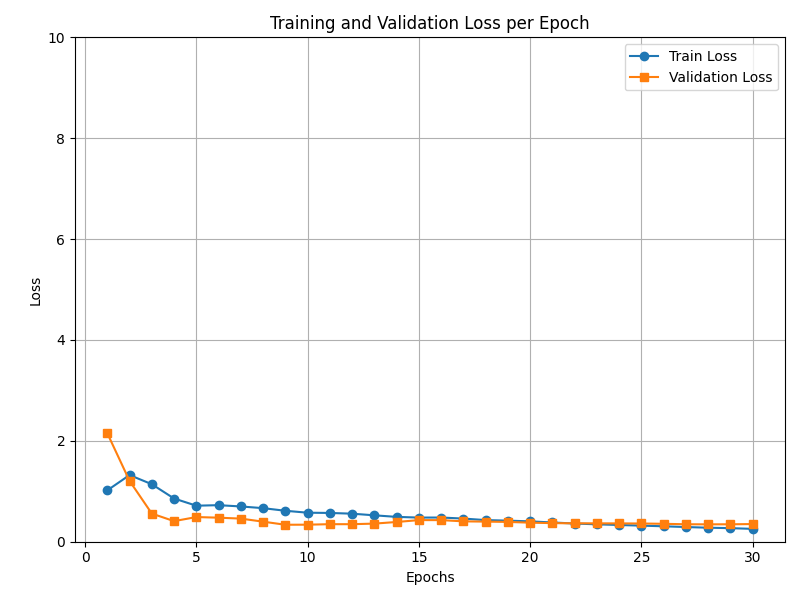 Training and Validation Loss per Epoch
Train Loss
Validation Loss
Loss
10
8
6
4
2
0
0 5 10 15 20 25 30
Epochs